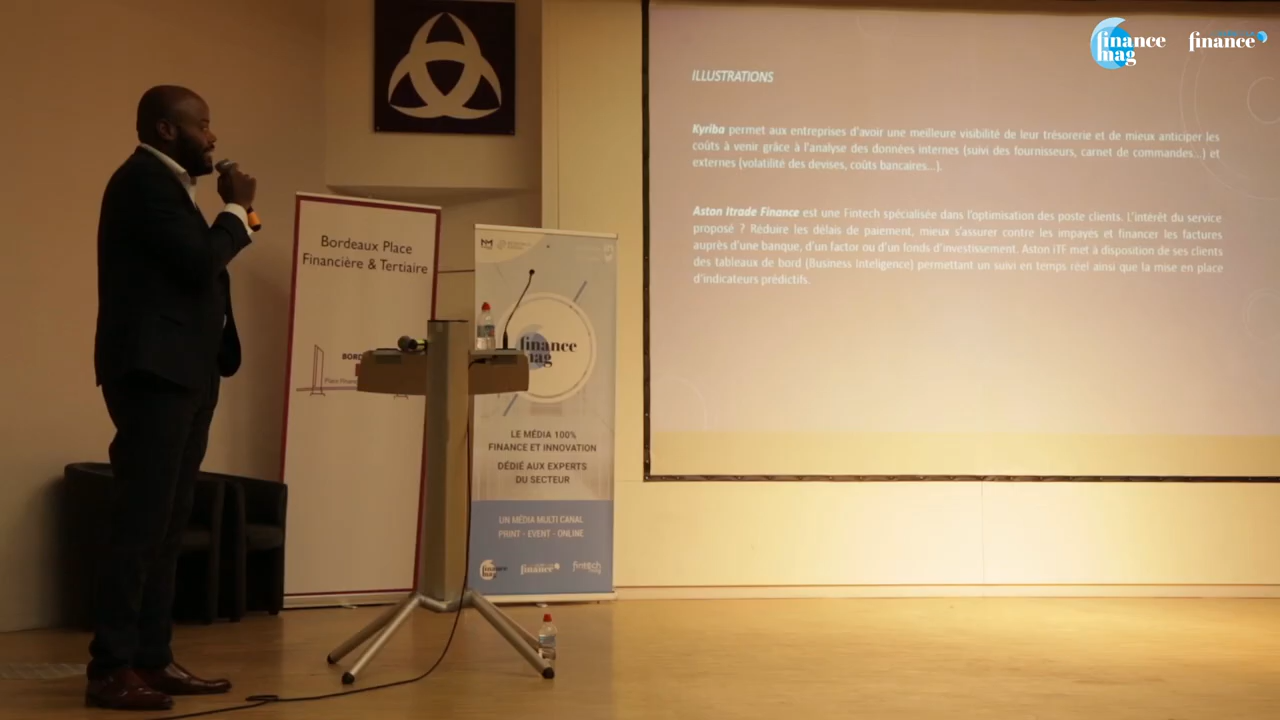 finance
mag
finance
ILLUSTRATIONS
Kyriba permet aux entreprises d'avoir une meilleure visibilité de leur trésorerie et de mieux anticiper les
coûts à venir grâce à l'analyse des données internes (suivi des fournisseurs, carnet de commandes...) et
externes (volatilité des devises, coûts bancaires...).
Aston Itrade Finance est une Fintech spécialisée dans l'optimisation des poste clients. L'intérêt du service
proposé ? Réduire les délais de paiement, mieux s'assurer contre les impayés et financer les factures
auprès d'une banque, d'un factor ou d'un fonds d'investissement. Aston iTF met à disposition de ses clients
des tableaux de bord (Business Inteligence) permettant un suivi en temps réel ainsi que la mise en place
d'indicateurs prédictifs.
Bordeaux Place
Financière & Tertiaire
BORD
finance
mag
LE MÉDIA 100%
FINANCE ET INNOVATION
DÉDIÉ AUX EXPERTS
DU SECTEUR
UN MÉDIA MULTI CANAL
PRINT - EVENT - ONLINE
finance
mag
finance
fintech